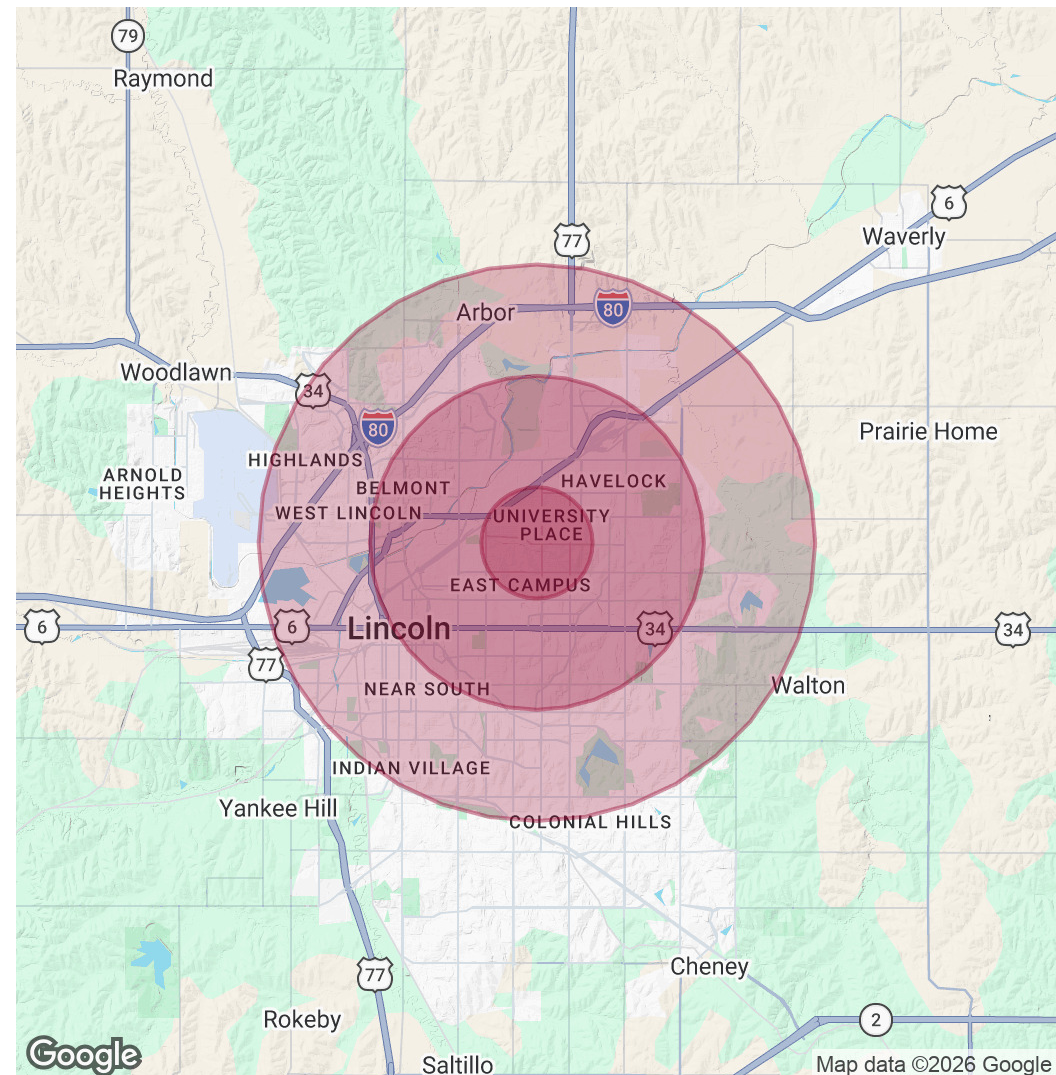 79
Raymond
6
77
Waverly
Arbor
80
Woodlawn
34
80
Prairie Home
HIGHLANDS
ARNOLD
HEIGHTS
BELMONT
HAVELOCK
WEST LINCOLN
UNIVERSITY
PLACE
EAST CAMPUS
6
6
Lincoln
34
34
77
NEAR SOUTH
Walton
INDIAN VILLAGE
Yankee Hill
COLONIAL HILLS
Cheney
77
Rokeby
2
Google
Saltillo
Map data ©2026 Google